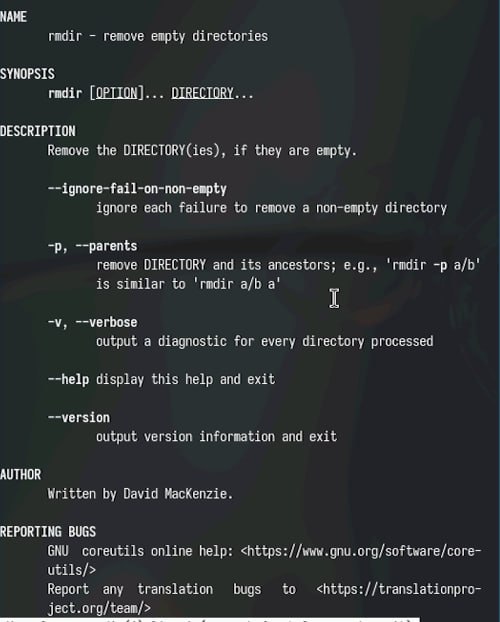 NAME
rmdir - remove empty directories
SYNOPSIS
rmdir [OPTION]... DIRECTORY...
DESCRIPTION
Remove the DIRECTORY(ies), if they are empty.
--ignore-fail-on-non-empty
ignore each failure to remove a non-empty directory
-p, --parents
remove DIRECTORY and its ancestors; e.g., 'rmdir -p a/b'
is similar to 'rmdir a/b a'
-v, --verbose
output a diagnostic for every directory processed
--help display this help and exit
--version
output version information and exit
AUTHOR
Written by David MacKenzie.
REPORTING BUGS
GNU coreutils online help: <https://www.gnu.org/software/core-
utils/>
Report any translation bugs to <https://translationpro-
ject.org/team/>